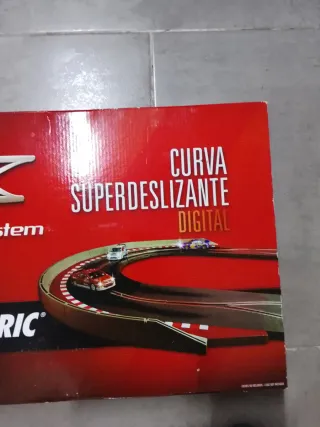 CURVA
SUPERDESLIZANTE
DIGITAL
stem
RIC®